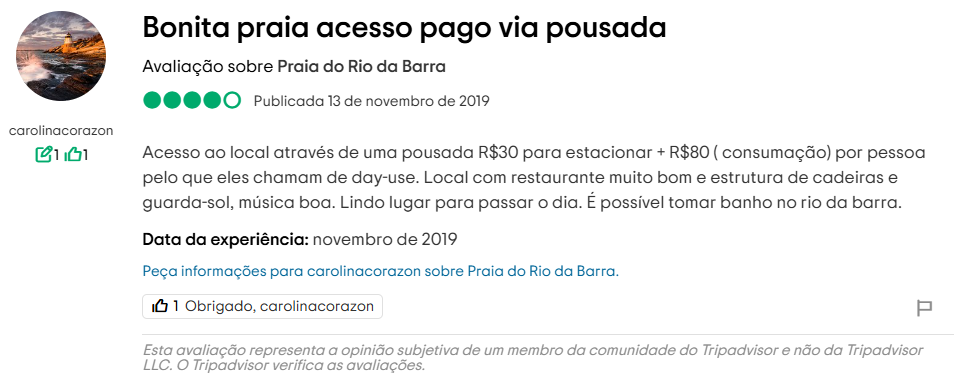 Bonita praia acesso pago via pousada
Avaliação sobre Praia do Rio da Barra
Publicada 13 de novembro de 2019
carolinacorazon
1 1
Acesso ao local através de uma pousada R$30 para estacionar + R$80 ( consumação) por pessoa
pelo que eles chamam de day-use. Local com restaurante muito bom e estrutura de cadeiras e
guarda-sol, música boa. Lindo lugar para passar o dia. É possível tomar banho no rio da barra.
Data da experiência: novembro de 2019
Peça informações para carolinacorazon sobre Praia do Rio da Barra.
1 Obrigado, carolinacorazon
Esta avaliação representa a opinião subjetiva de um membro da comunidade do Tripadvisor e não da Tripadvisor
LLC. O Tripadvisor verifica as avaliações.